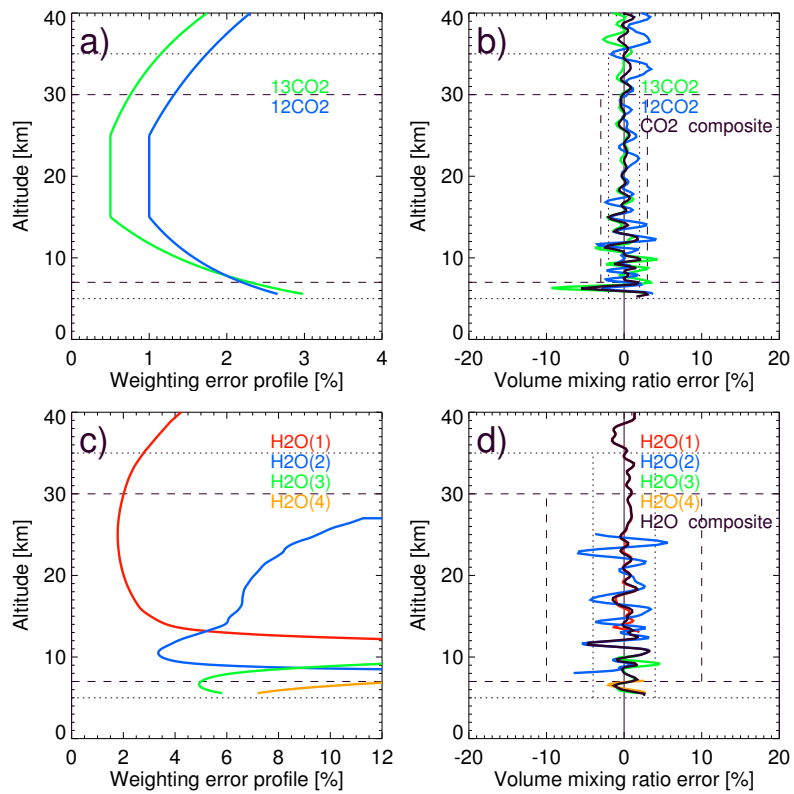 a)
40
30
20
10
0
Altitude [km]
13CO2
12CO2
0 1 2 3 4
Weighting error profile [%]
b)
40
30
20
10
0
Altitude [km]
13CO2
12CO2
CO2 composite
-20 -10 0 10 20
Volume mixing ratio error [%]
c)
40
30
20
10
0
Altitude [km]
H2O(1)
H2O(2)
H2O(3)
H2O(4)
0 2 4 6 8 10 12
Weighting error profile [%]
d)
40
30
20
10
0
Altitude [km]
H2O(1)
H2O(2)
H2O(3)
H2O(4)
H2O composite
-20 -10 0 10 20
Volume mixing ratio error [%]